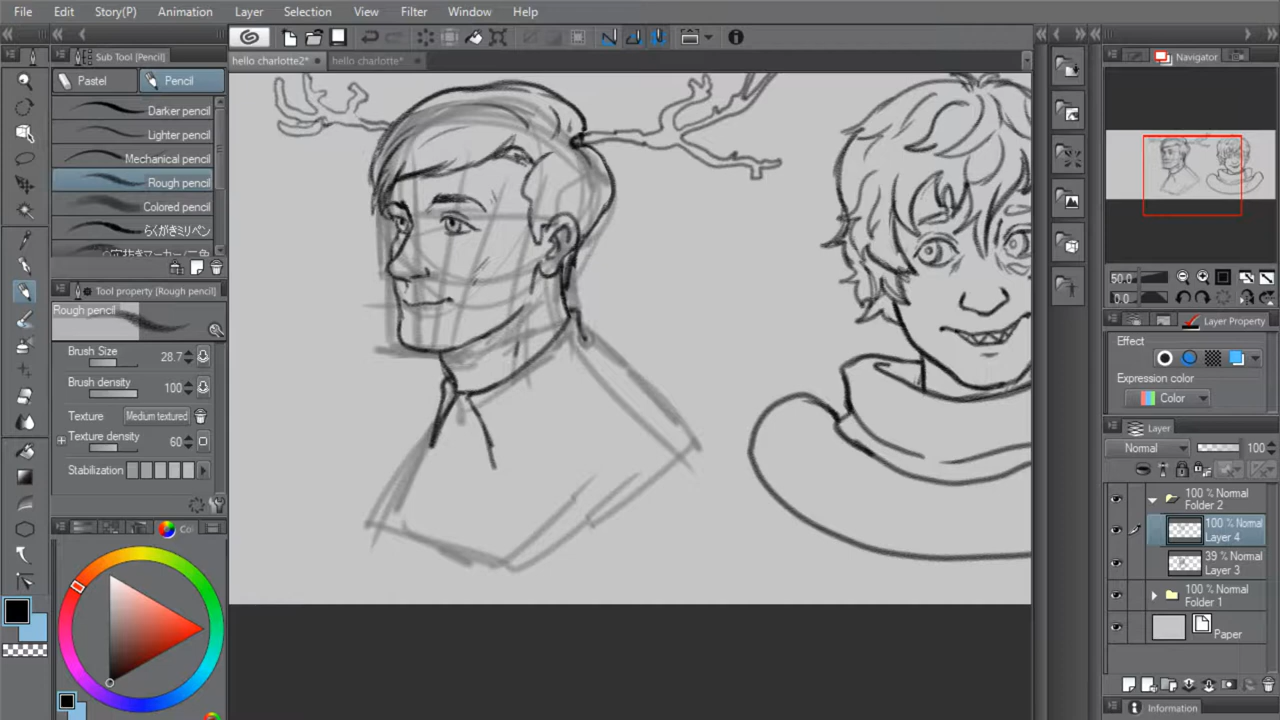 File Edit Story(P) Animation Layer Selection View Filter Window Help
Sub Tool [Pencil]
hello charlotte2*
hello charlotte*
Pastel
Pencil
Darker pencil
Lighter pencil
Mechanical pencil
Rough pencil
Colored pencil
らくがきミリペン
Tool property [Rough pencil]
Rough pencil
Brush Size 28.7
Brush density 100
Texture Medium textured
Texture density 60
Stabilization
Navigator
50.0
0.0
Layer Property
Effect
Expression color
Color
Layer
Normal 100
100 % Normal
Folder 2
100 % Normal
Layer 4
39 % Normal
Layer 3
100 % Normal
Folder 1
Paper
Information